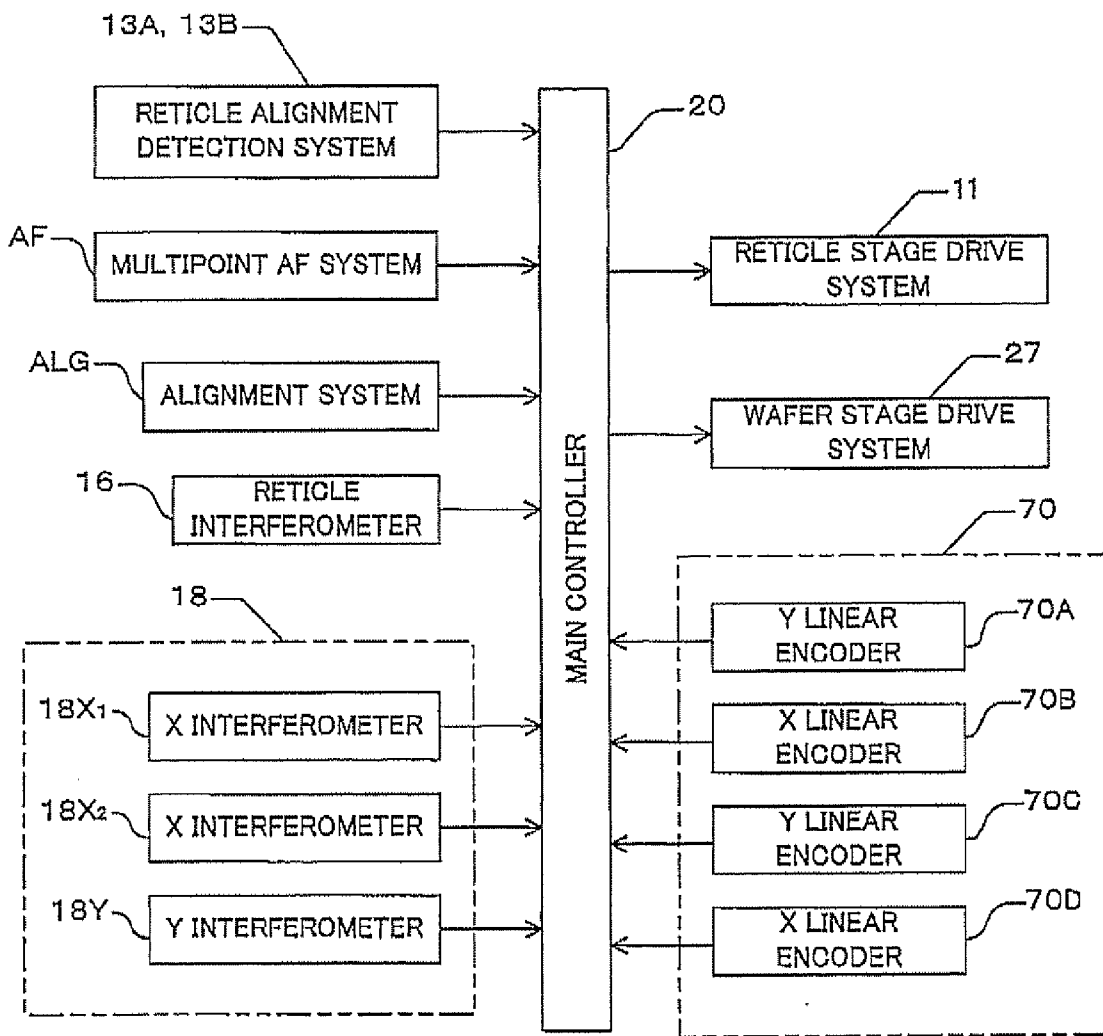 13A, 13B
RETICLE ALIGNMENT
DETECTION SYSTEM
AF
MULTIPOINT AF SYSTEM
ALG
ALIGNMENT SYSTEM
16
RETICLE
INTERFEROMETER
18
18X₁
X INTERFEROMETER
18X₂
X INTERFEROMETER
18Y
Y INTERFEROMETER
20
MAIN CONTROLLER
11
RETICLE STAGE DRIVE
SYSTEM
27
WAFER STAGE DRIVE
SYSTEM
70
Y LINEAR
ENCODER
70A
X LINEAR
ENCODER
70B
Y LINEAR
ENCODER
70C
X LINEAR
ENCODER
70D